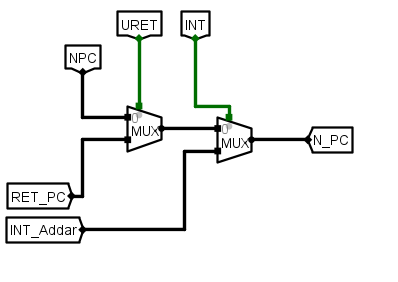 URET
INT
NPC
0
MUX
0
MUX
N_PC
RET_PC
INT_Addar